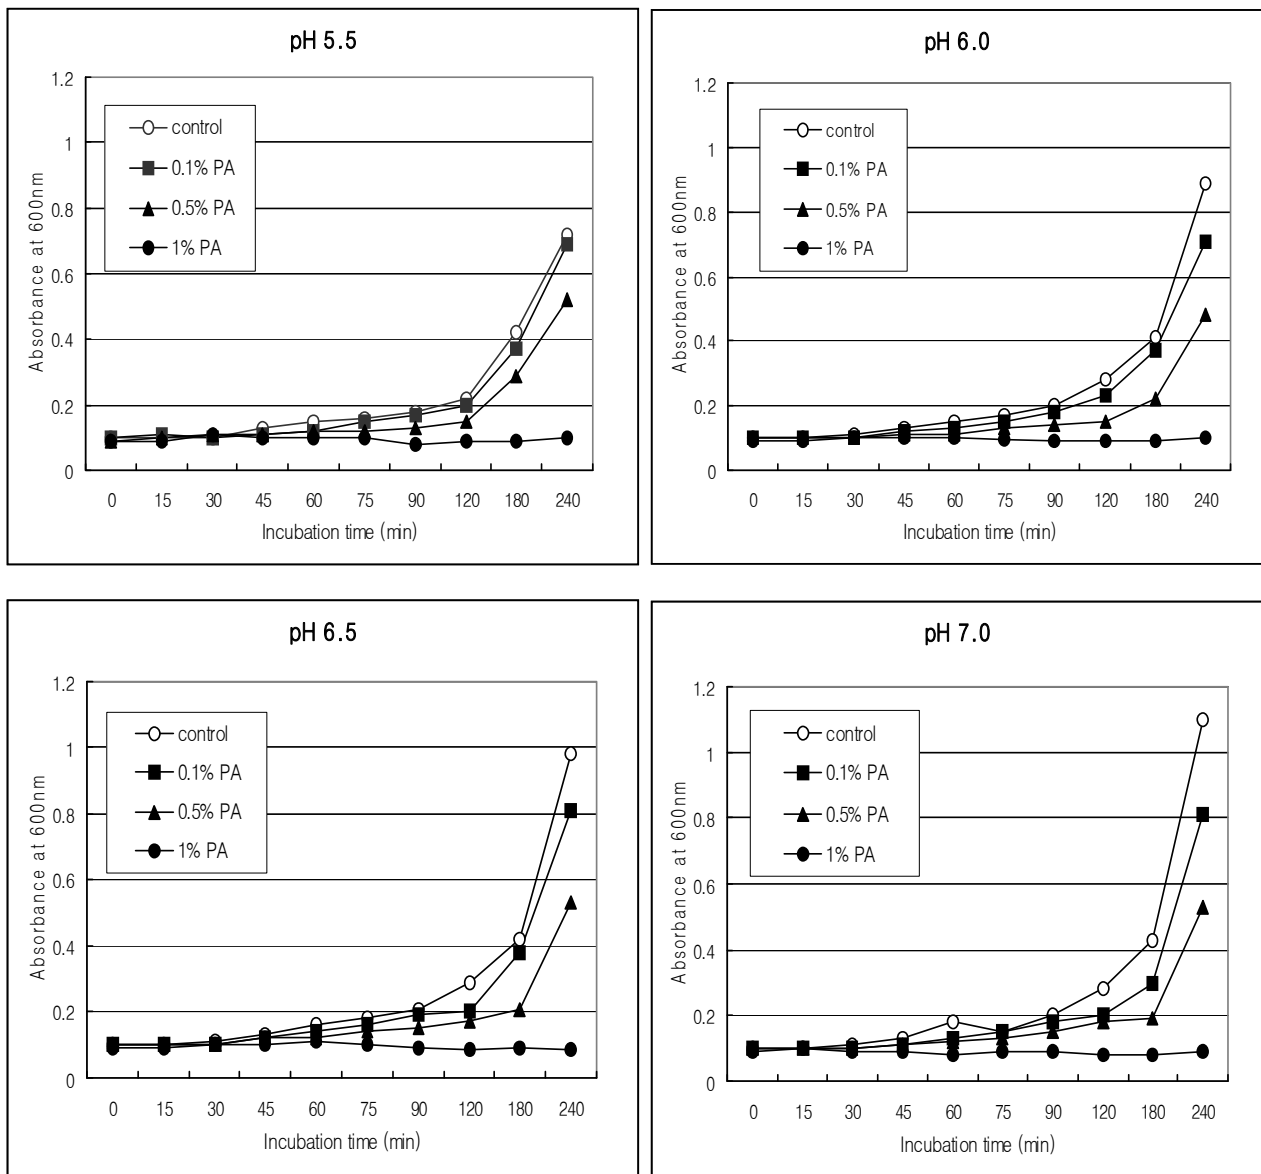 pH 5.5
Absorbance at 600nm
1.2
1
0.8
0.6
0.4
0.2
0
control
0.1% PA
0.5% PA
1% PA
0 15 30 45 60 75 90 120 180 240
Incubation time (min)
pH 6.0
Absorbance at 600nm
1.2
1
0.8
0.6
0.4
0.2
0
control
0.1% PA
0.5% PA
1% PA
0 15 30 45 60 75 90 120 180 240
Incubation time (min)
pH 6.5
Absorbance at 600nm
1.2
1
0.8
0.6
0.4
0.2
0
control
0.1% PA
0.5% PA
1% PA
0 15 30 45 60 75 90 120 180 240
Incubation time (min)
pH 7.0
Absorbance at 600nm
1.2
1
0.8
0.6
0.4
0.2
0
control
0.1% PA
0.5% PA
1% PA
0 15 30 45 60 75 90 120 180 240
Incubation time (min)